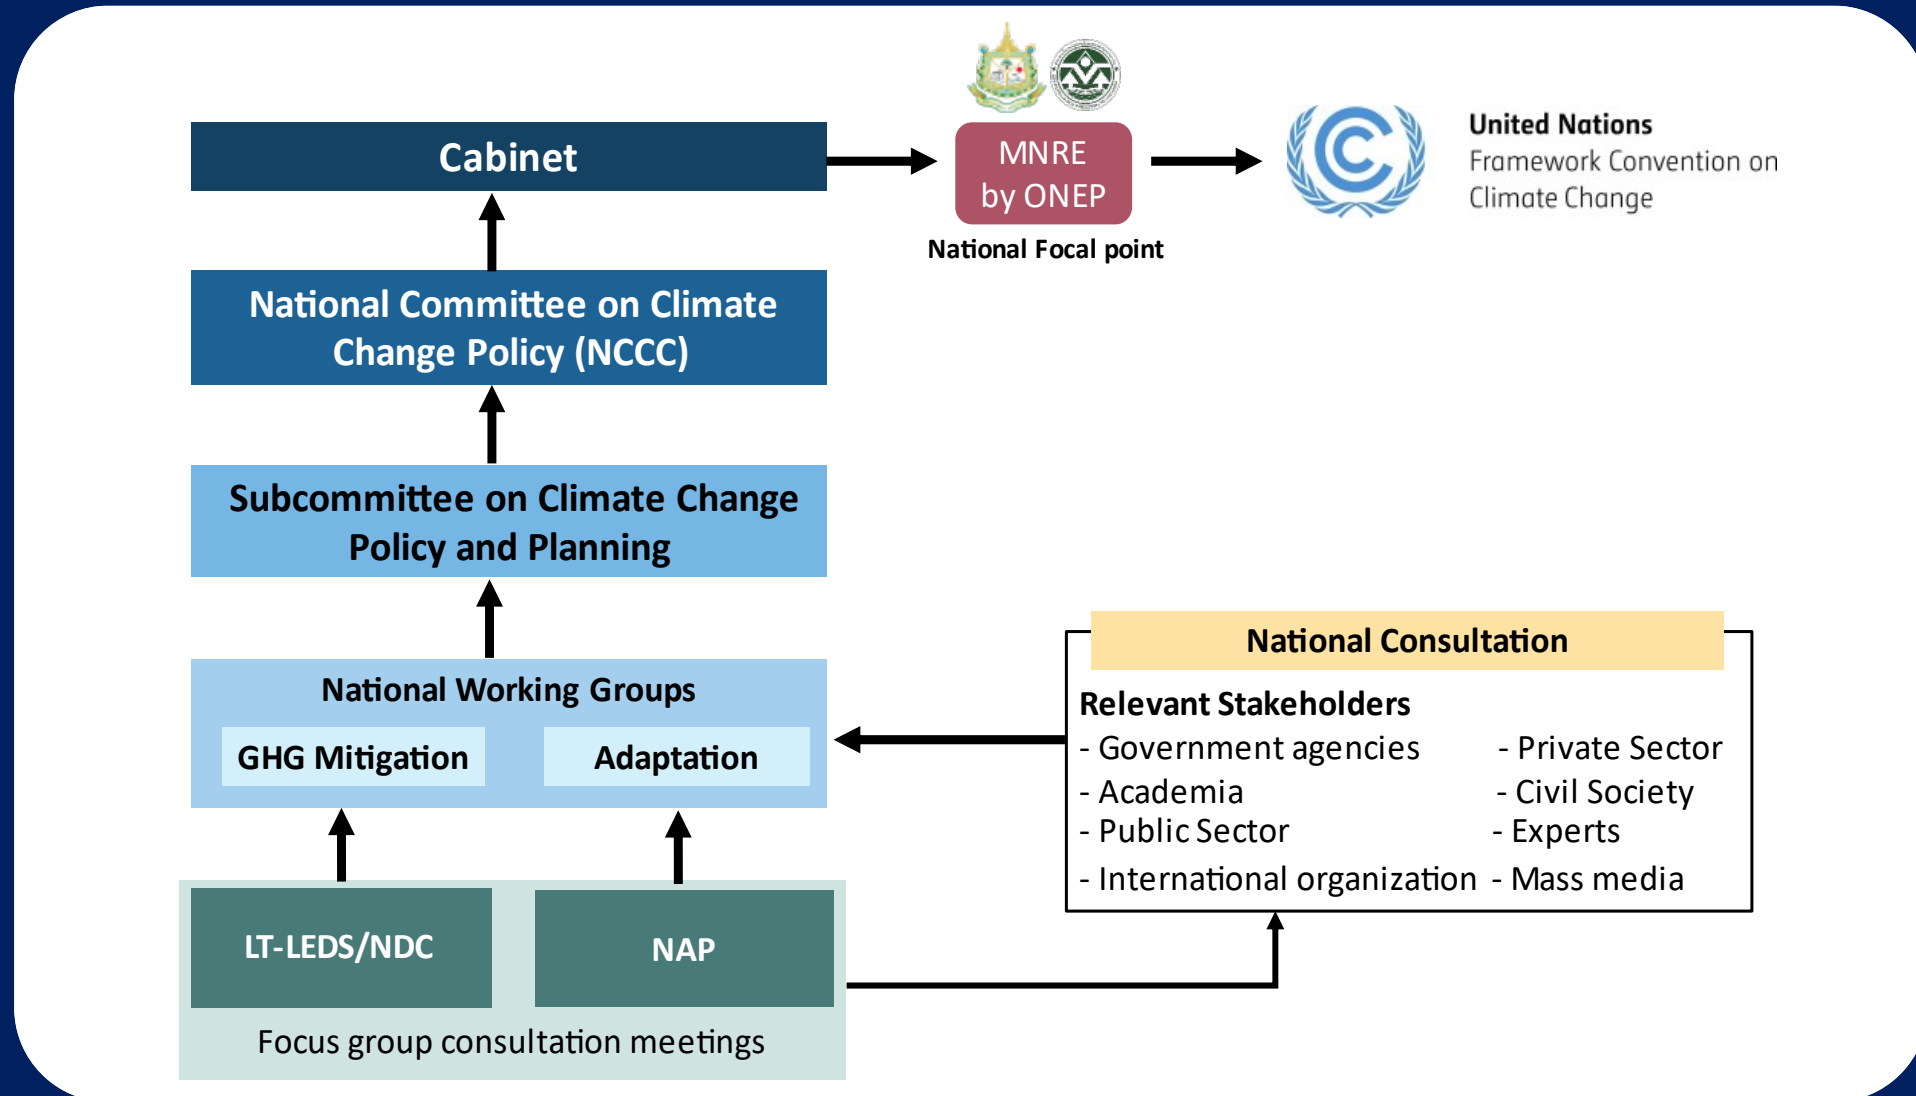 Cabinet
MNRE
by ONEP
National Focal point
United Nations
Framework Convention on
Climate Change
National Committee on Climate
Change Policy (NCCC)
Subcommittee on Climate Change
Policy and Planning
National Working Groups
GHG Mitigation
Adaptation
National Consultation
Relevant Stakeholders
- Government agencies - Private Sector
- Academia - Civil Society
- Public Sector - Experts
- International organization - Mass media
LT-LEDS/NDC
NAP
Focus group consultation meetings